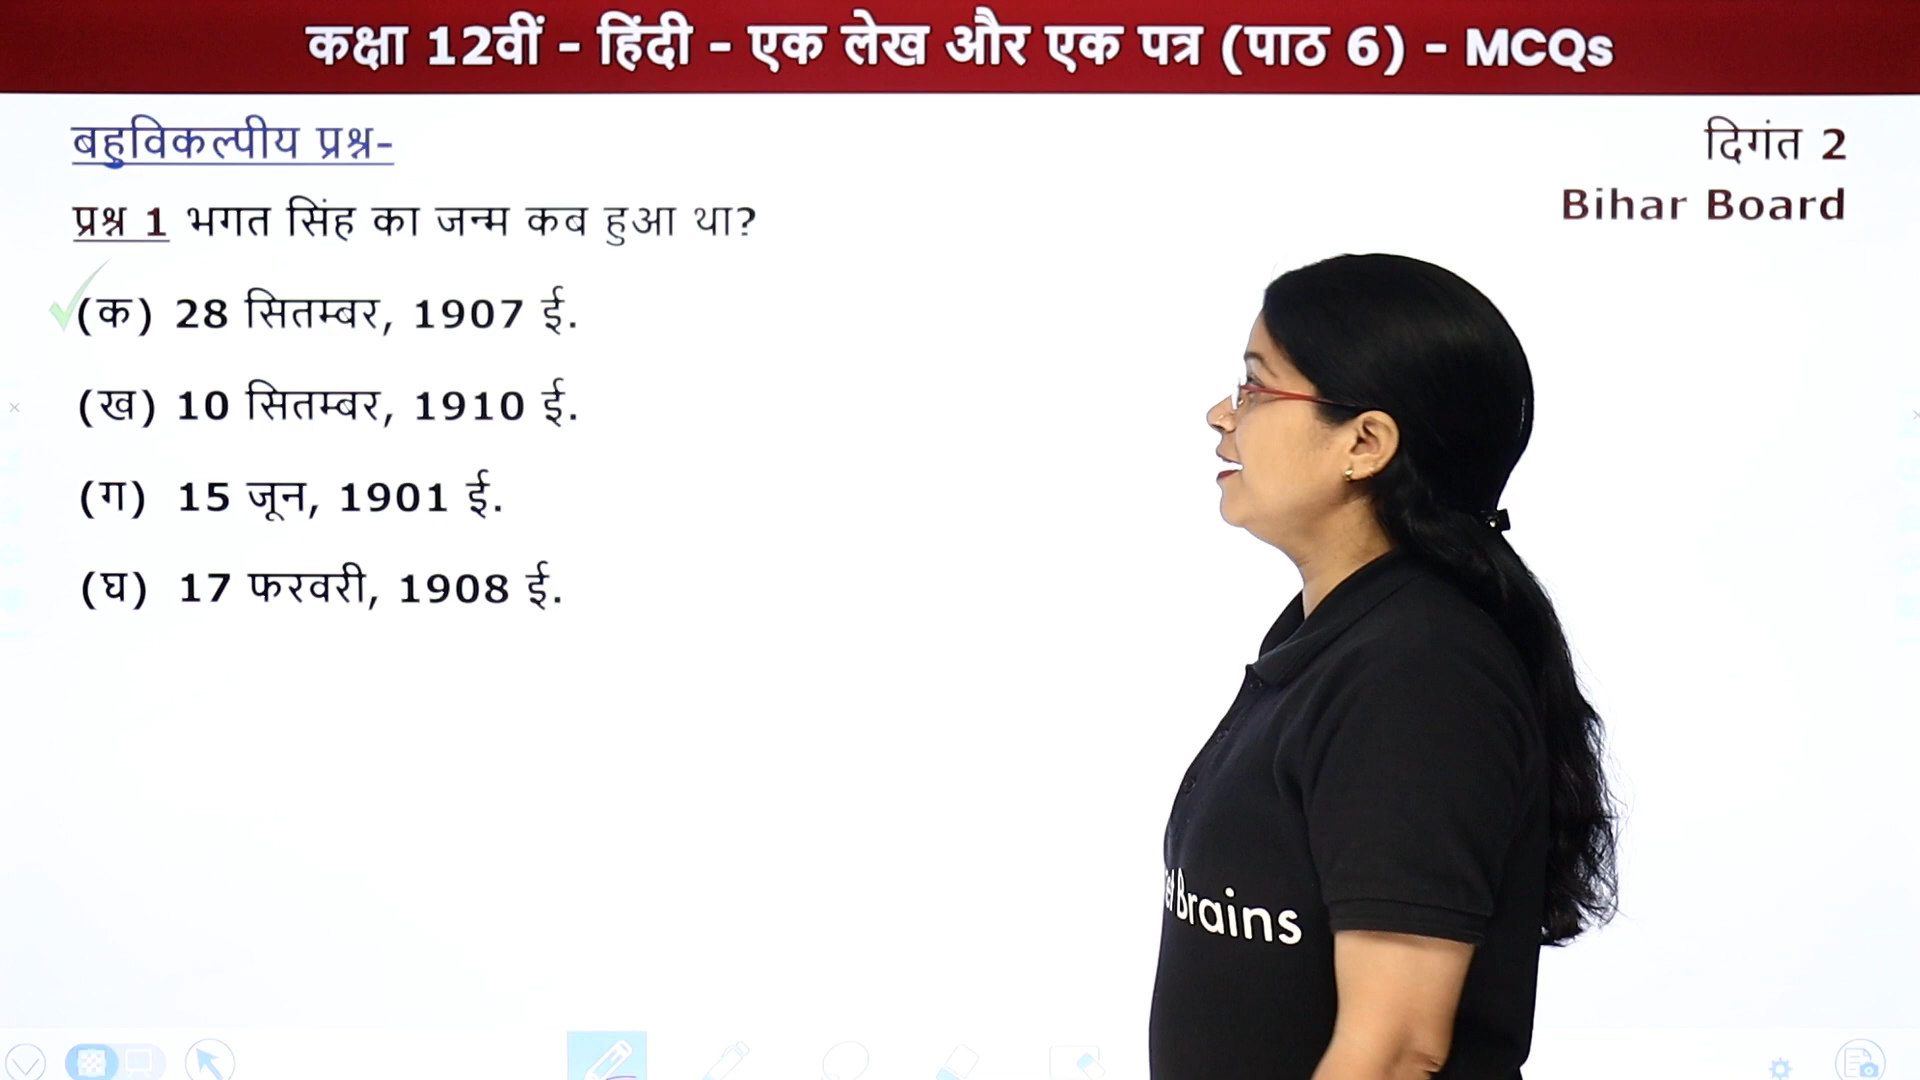 कक्षा 12वीं - हिंदी - एक लेख और एक पत्र (पाठ 6) - MCQs
बहुविकल्पीय प्रश्न-
दिगंत 2
Bihar Board
प्रश्न 1 भगत सिंह का जन्म कब हुआ था?
(क) 28 सितम्बर, 1907 ई.
(ख) 10 सितम्बर, 1910 ई.
(ग) 15 जून, 1901 ई.
(घ) 17 फरवरी, 1908 ई.
Brains